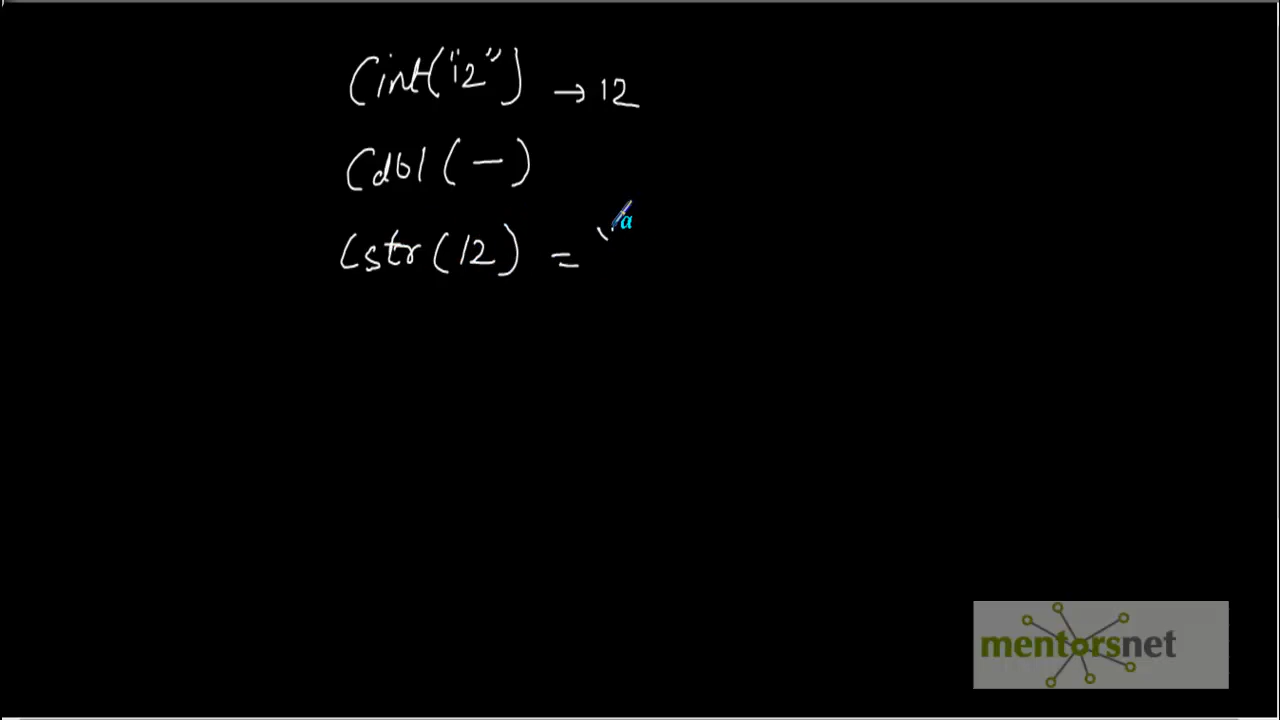 Cint("12") → 12
Cdbl (—)
Cstr (12) = "
a
mentorsnet